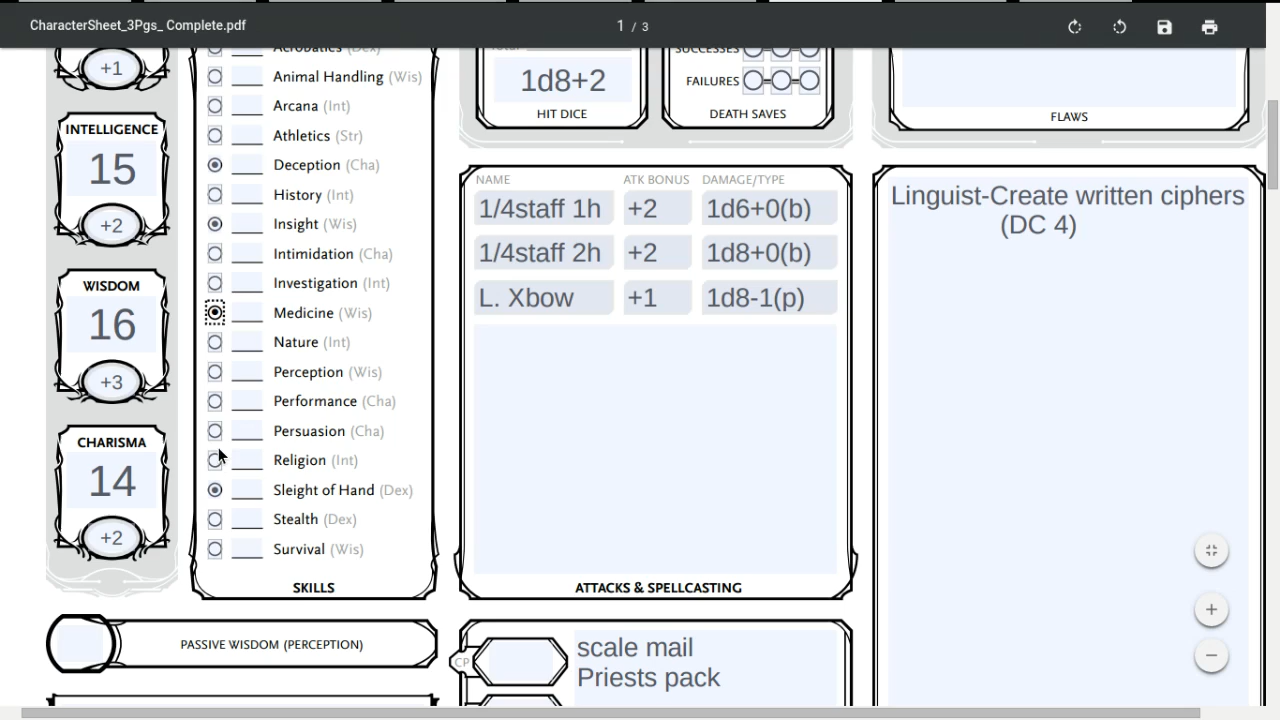 CharacterSheet_3Pgs_ Complete.pdf
1 / 3
+1
INTELLIGENCE
15
+2
WISDOM
16
+3
CHARISMA
14
+2
Acrobatics (Dex)
Animal Handling (Wis)
Arcana (Int)
Athletics (Str)
Deception (Cha)
History (Int)
Insight (Wis)
Intimidation (Cha)
Investigation (Int)
Medicine (Wis)
Nature (Int)
Perception (Wis)
Performance (Cha)
Persuasion (Cha)
Religion (Int)
Sleight of Hand (Dex)
Stealth (Dex)
Survival (Wis)
SKILLS
PASSIVE WISDOM (PERCEPTION)
Total
1d8+2
HIT DICE
SUCCESSES
FAILURES
DEATH SAVES
NAME ATK BONUS DAMAGE/TYPE
1/4staff 1h +2 1d6+0(b)
1/4staff 2h +2 1d8+0(b)
L. Xbow +1 1d8-1(p)
ATTACKS & SPELLCASTING
CP
scale mail
Priests pack
FLAWS
Linguist-Create written ciphers
(DC 4)